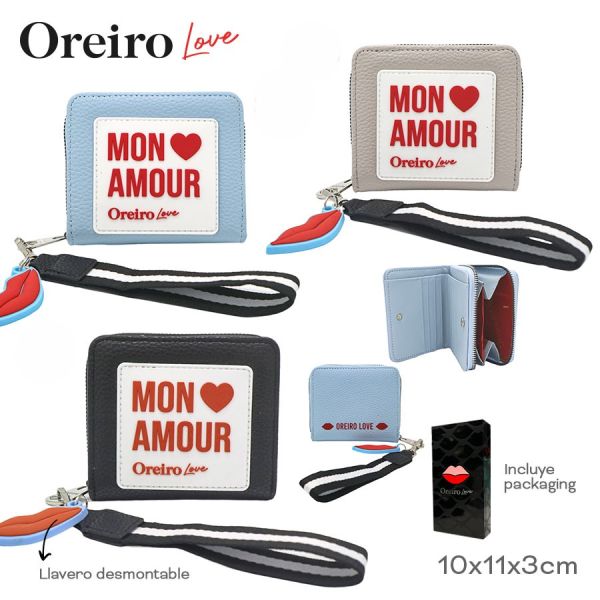 Oreiro Love
MON ♥
AMOUR
Oreiro Love
MON ♥
AMOUR
Oreiro Love
MON ♥
AMOUR
Oreiro Love
OREIRO LOVE
Oreiro Love
Incluye
packaging
Llavero desmontable
10x11x3cm